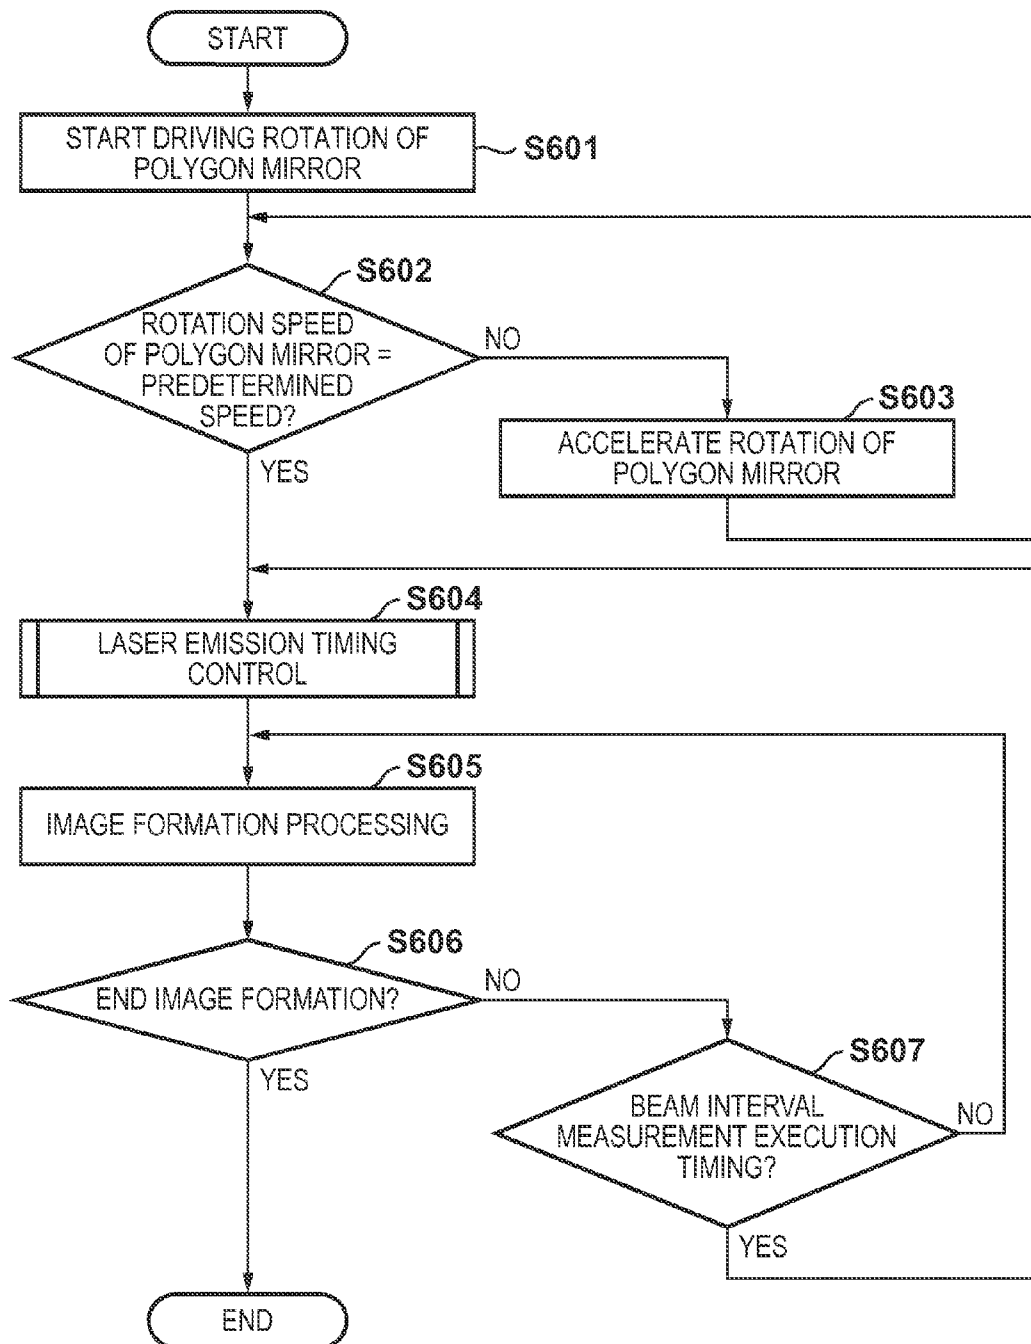 START
START DRIVING ROTATION OF
POLYGON MIRROR
S601
S602
ROTATION SPEED
OF POLYGON MIRROR =
PREDETERMINED
SPEED?
NO
YES
S603
ACCELERATE ROTATION OF
POLYGON MIRROR
S604
LASER EMISSION TIMING
CONTROL
S605
IMAGE FORMATION PROCESSING
S606
END IMAGE FORMATION?
NO
YES
S607
BEAM INTERVAL
MEASUREMENT EXECUTION
TIMING?
NO
YES
END